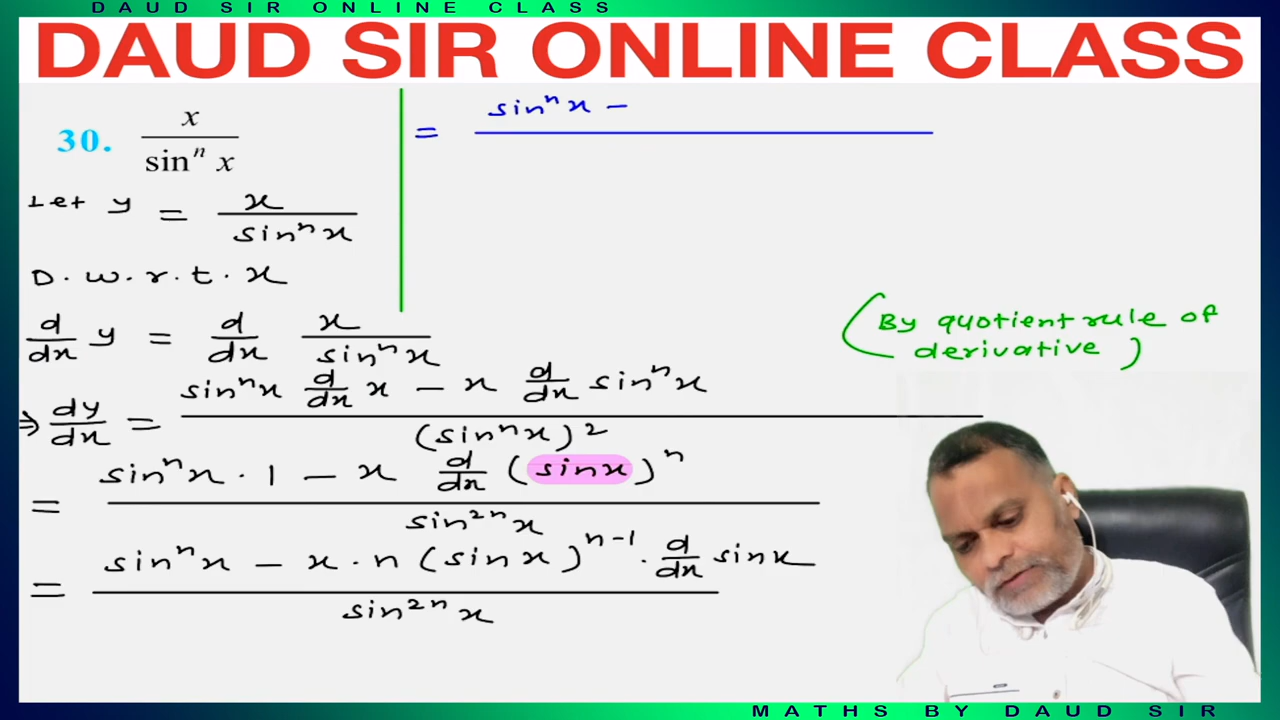 DAUD SIR ONLINE CLASS
DAUD SIR ONLINE CLASS
30. x / sinⁿ x
Let y = x / sinⁿx
D.w.r.t.x
d/dx y = d/dx x / sinⁿx
⇒ dy/dx = (sinⁿx d/dx x − x d/dx sinⁿx) / (sinⁿx)²
(By quotient rule of
derivative)
= (sinⁿx · 1 − x d/dx (sinx)ⁿ) / sin²ⁿx
= (sinⁿx − x · n (sinx)ⁿ⁻¹ · d/dx sinx) / sin²ⁿx
= sinⁿx −
MATHS BY DAUD SIR